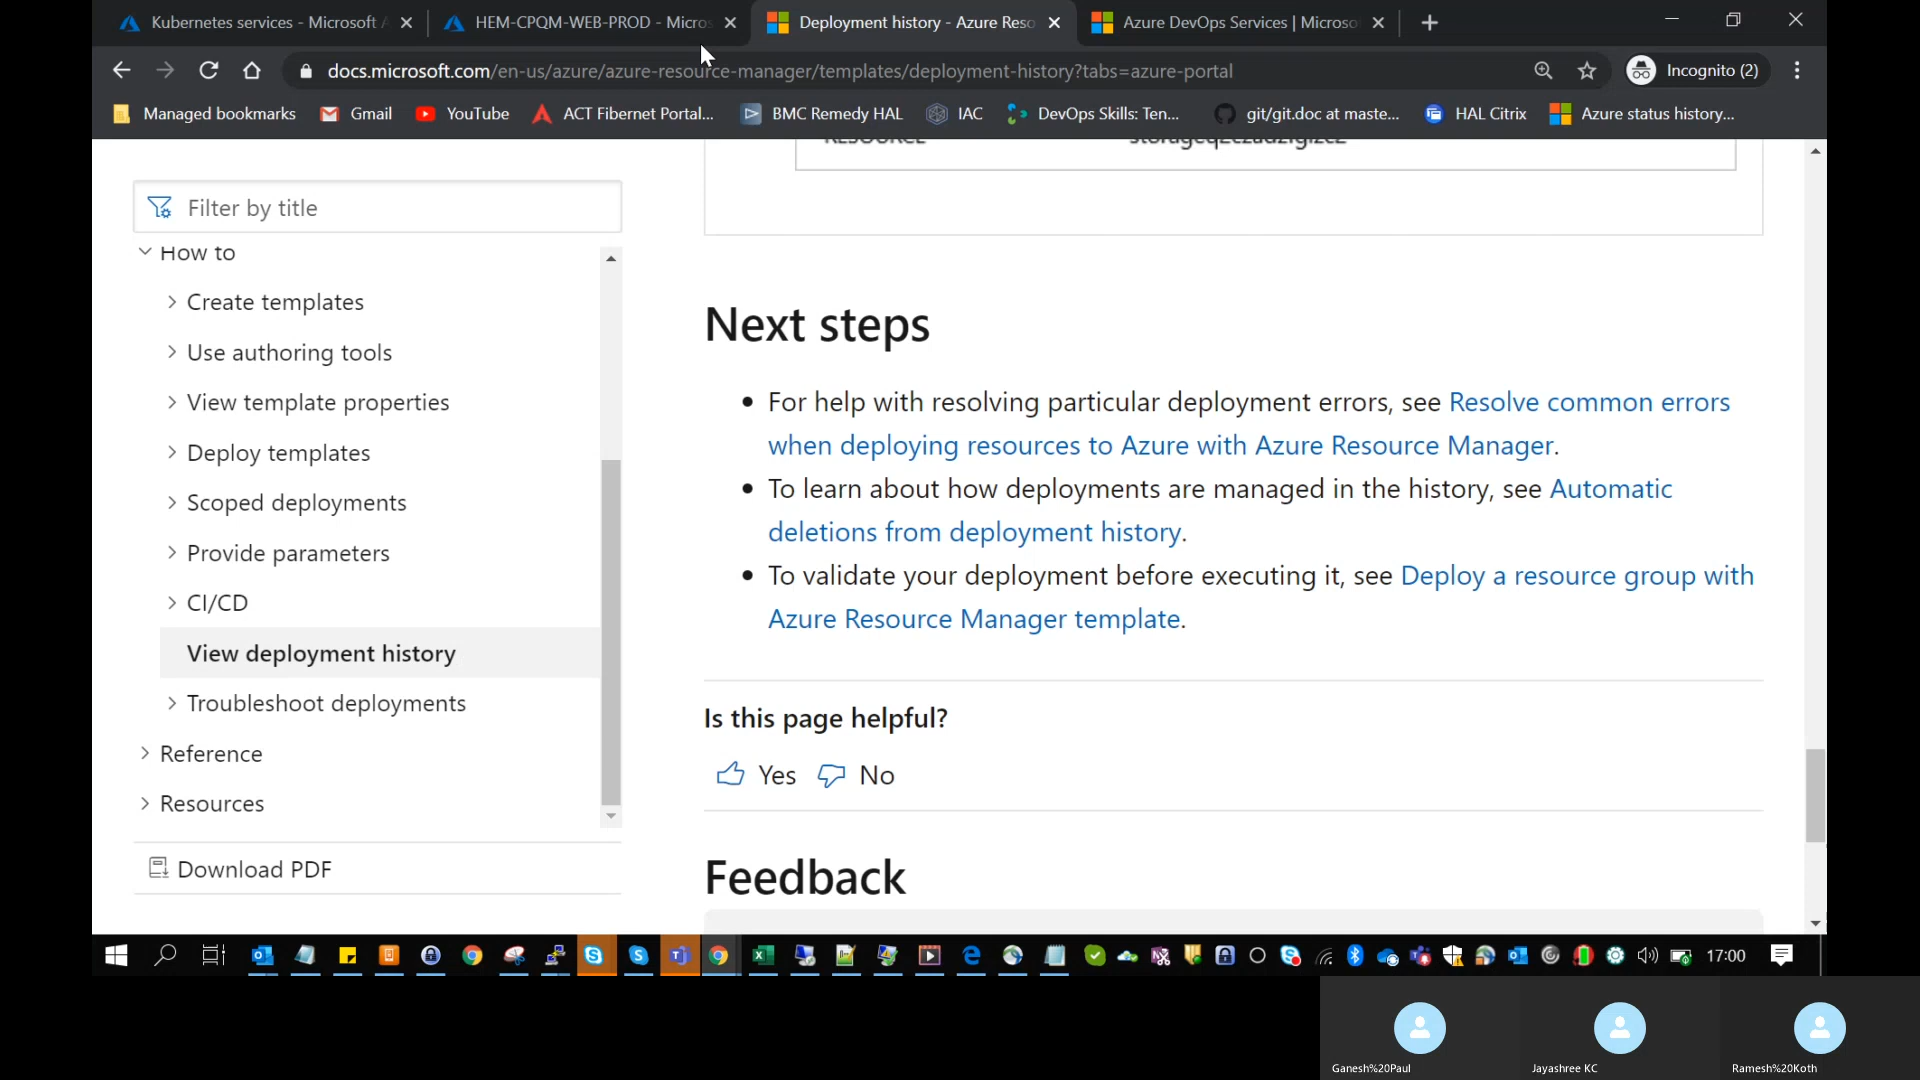 Kubernetes services - Microsoft A
HEM-CPQM-WEB-PROD - Micros
Deployment history - Azure Reso
Azure DevOps Services | Microso
docs.microsoft.com/en-us/azure/azure-resource-manager/templates/deployment-history?tabs=azure-portal
Incognito (2)
Managed bookmarks
Gmail
YouTube
ACT Fibernet Portal...
BMC Remedy HAL
IAC
DevOps Skills: Ten...
git/git.doc at maste...
HAL Citrix
Azure status history...
RESOURCE
Filter by title
How to
Create templates
Use authoring tools
View template properties
Deploy templates
Scoped deployments
Provide parameters
CI/CD
View deployment history
Troubleshoot deployments
Reference
Resources
Download PDF
Next steps
• For help with resolving particular deployment errors, see Resolve common errors
when deploying resources to Azure with Azure Resource Manager.
• To learn about how deployments are managed in the history, see Automatic
deletions from deployment history.
• To validate your deployment before executing it, see Deploy a resource group with
Azure Resource Manager template.
Is this page helpful?
Yes No
Feedback
17:00
Ganesh%20Paul
Jayashree KC
Ramesh%20Koth